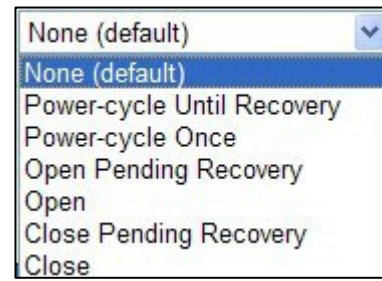 None (default)
None (default)
Power-cycle Until Recovery
Power-cycle Once
Open Pending Recovery
Open
Close Pending Recovery
Close